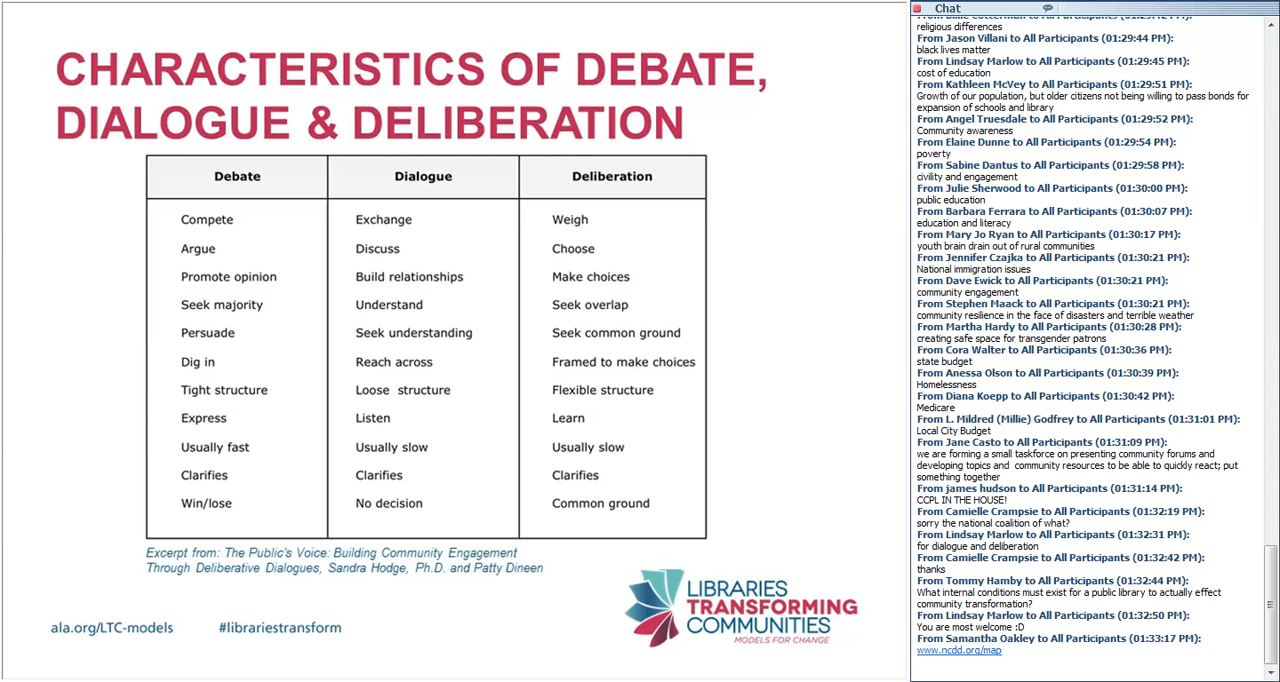 CHARACTERISTICS OF DEBATE,
DIALOGUE & DELIBERATION
Debate Dialogue Deliberation
Compete Exchange Weigh
Argue Discuss Choose
Promote opinion Build relationships Make choices
Seek majority Understand Seek overlap
Persuade Seek understanding Seek common ground
Dig in Reach across Framed to make choices
Tight structure Loose structure Flexible structure
Express Listen Learn
Usually fast Usually slow Usually slow
Clarifies Clarifies Clarifies
Win/lose No decision Common ground
Excerpt from: The Public's Voice: Building Community Engagement
Through Deliberative Dialogues, Sandra Hodge, Ph.D. and Patty Dineen
ala.org/LTC-models #librariestransform
LIBRARIES
TRANSFORMING
COMMUNITIES
MODELS FOR CHANGE
Chat
religious differences
From Jason Villani to All Participants (01:29:44 PM):
black lives matter
From Lindsay Marlow to All Participants (01:29:45 PM):
cost of education
From Kathleen McVey to All Participants (01:29:51 PM):
Growth of our population, but older citizens not being willing to pass bonds for
expansion of schools and library
From Angel Truesdale to All Participants (01:29:52 PM):
Community awareness
From Elaine Dunne to All Participants (01:29:54 PM):
poverty
From Sabine Dantus to All Participants (01:29:58 PM):
civility and engagement
From Julie Sherwood to All Participants (01:30:00 PM):
public education
From Barbara Ferrara to All Participants (01:30:07 PM):
education and literacy
From Mary Jo Ryan to All Participants (01:30:17 PM):
youth brain drain out of rural communities
From Jennifer Czajka to All Participants (01:30:21 PM):
National immigration issues
From Dave Ewick to All Participants (01:30:21 PM):
community engagement
From Stephen Maack to All Participants (01:30:21 PM):
community resilience in the face of disasters and terrible weather
From Martha Hardy to All Participants (01:30:28 PM):
creating safe space for transgender patrons
From Cora Walter to All Participants (01:30:36 PM):
state budget
From Anessa Olson to All Participants (01:30:39 PM):
Homelessness
From Diana Koepp to All Participants (01:30:42 PM):
Medicare
From L. Mildred (Millie) Godfrey to All Participants (01:31:01 PM):
Local City Budget
From Jane Casto to All Participants (01:31:09 PM):
we are forming a small taskforce on presenting community forums and
developing topics and community resources to be able to quickly react; put
something together
From james hudson to All Participants (01:31:14 PM):
CCPL IN THE HOUSE!
From Camielle Crampsie to All Participants (01:32:19 PM):
sorry the national coalition of what?
From Lindsay Marlow to All Participants (01:32:31 PM):
for dialogue and deliberation
From Camielle Crampsie to All Participants (01:32:42 PM):
thanks
From Tommy Hamby to All Participants (01:32:44 PM):
What internal conditions must exist for a public library to actually effect
community transformation?
From Lindsay Marlow to All Participants (01:32:50 PM):
You are most welcome :D
From Samantha Oakley to All Participants (01:33:17 PM):
www.ncdd.org/map